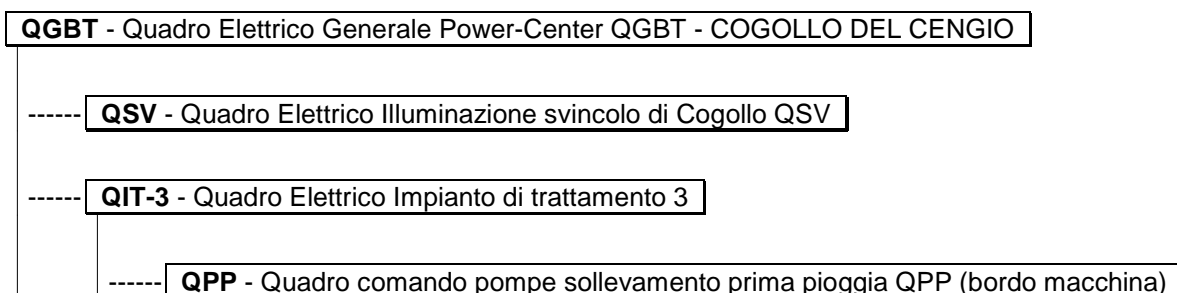 QGBT - Quadro Elettrico Generale Power-Center QGBT - COGOLLO DEL CENGIO
------ QSV - Quadro Elettrico Illuminazione svincolo di Cogollo QSV
------ QIT-3 - Quadro Elettrico Impianto di trattamento 3
------ QPP - Quadro comando pompe sollevamento prima pioggia QPP (bordo macchina)